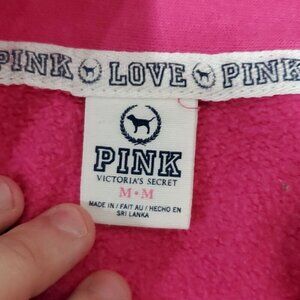 PINK LOVE PINK
PINK
VICTORIA'S SECRET
M • M
MADE IN / FAIT AU / HECHO EN
SRI LANKA